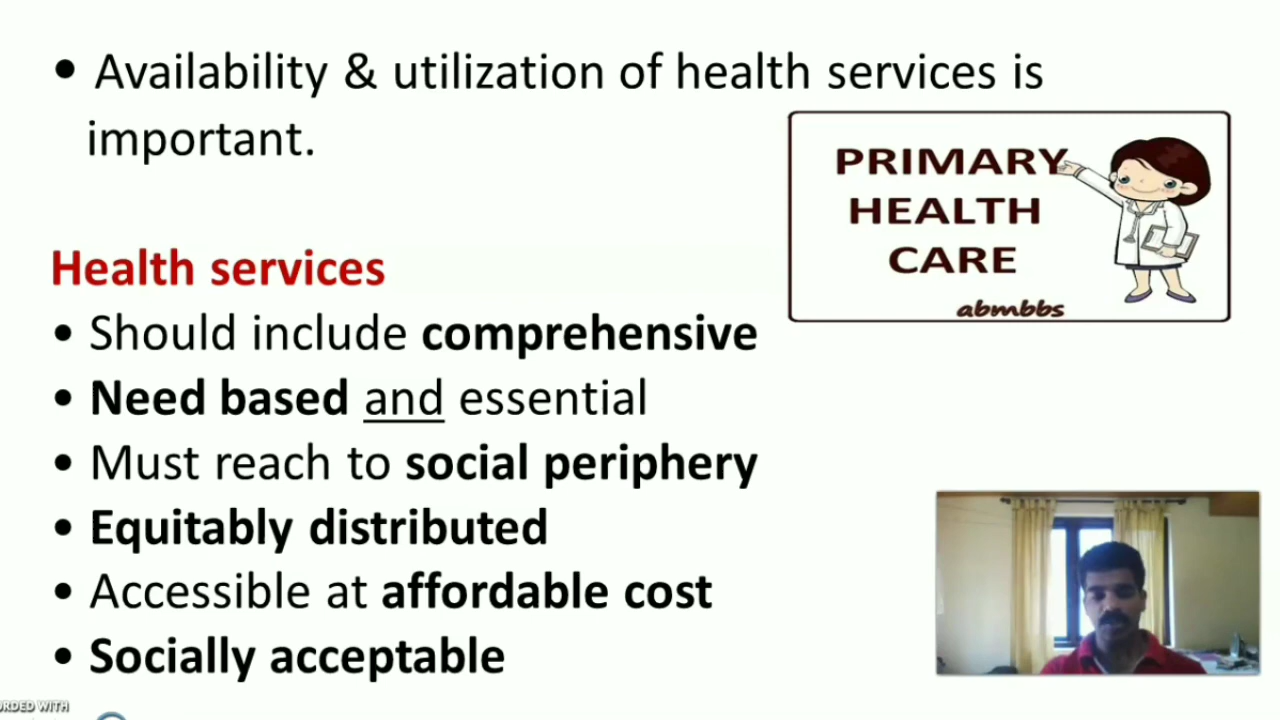 • Availability & utilization of health services is
important.
PRIMARY
HEALTH
CARE
abmbbs
Health services
• Should include comprehensive
• Need based and essential
• Must reach to social periphery
• Equitably distributed
• Accessible at affordable cost
• Socially acceptable
WITH